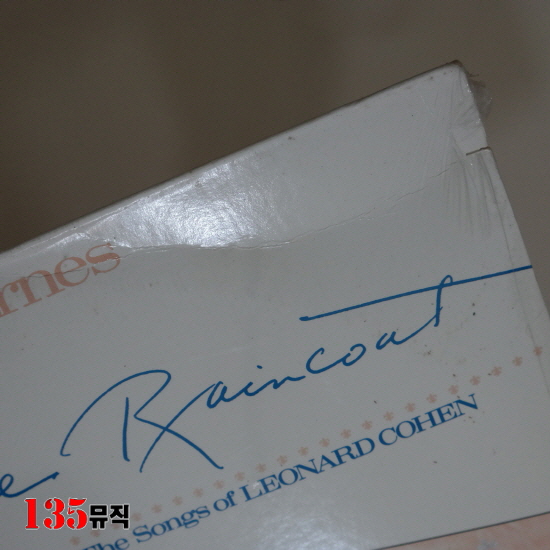 rnes
e Raincoat
The Songs of LEONARD COHEN
135뮤직